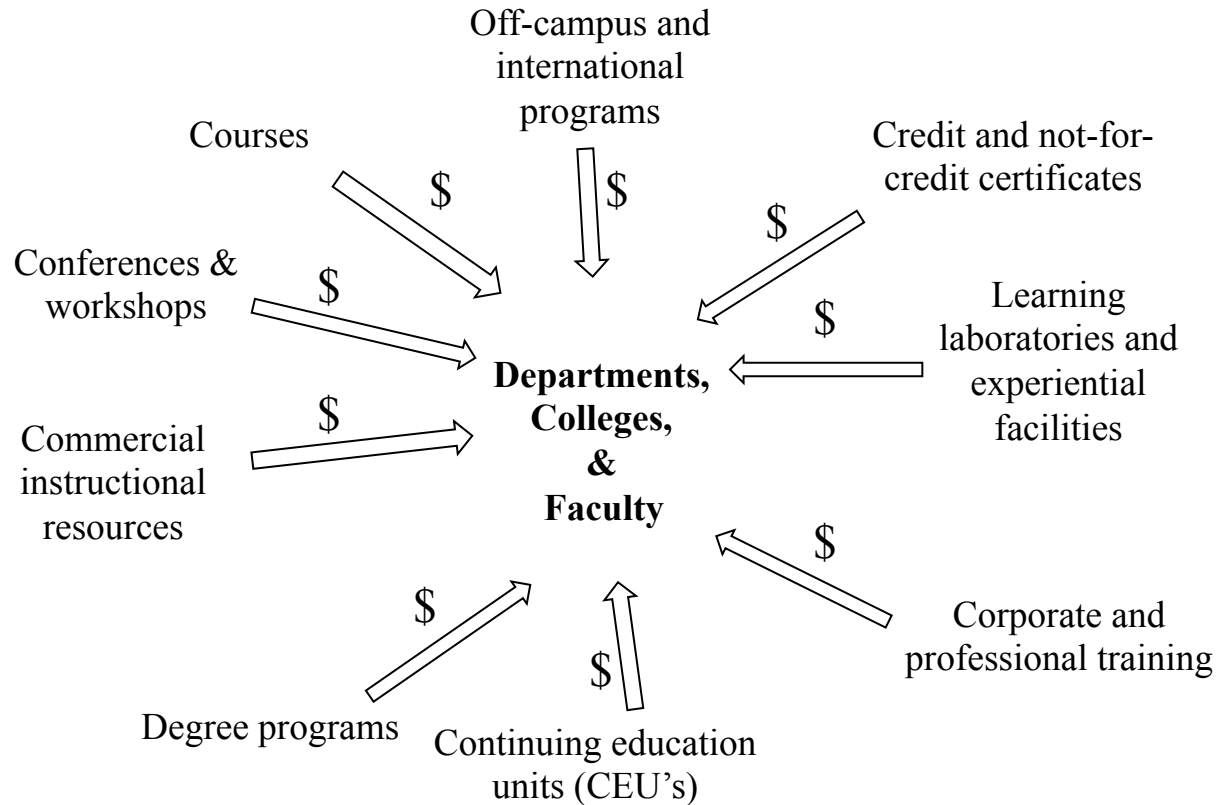 Off-campus and
international
programs
Courses
Credit and not-for-
credit certificates
$
$
$
Conferences &
workshops
$
Learning
laboratories and
experiential
facilities
$
Departments,
Colleges,
&
Faculty
Commercial
instructional
resources
$
$
Corporate and
professional training
$
Degree programs
$
Continuing education
units (CEU’s)